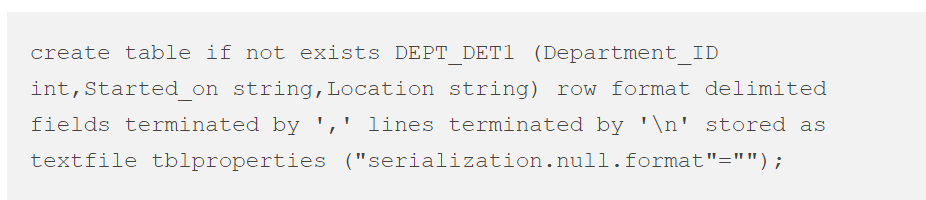 create table if not exists DEPT_DET1 (Department_ID
int,Started_on string,Location string) row format delimited
fields terminated by ',' lines terminated by '\n' stored as
textfile tblproperties ("serialization.null.format"="");